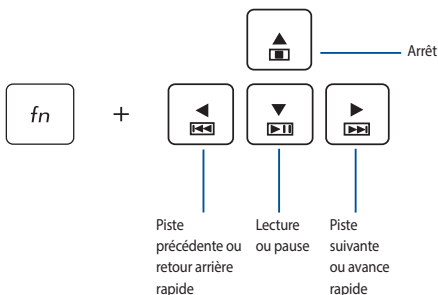 Arrêt
fn
+
Piste
précédente ou
retour arrière
rapide
Lecture
ou pause
Piste
suivante
ou avance
rapide